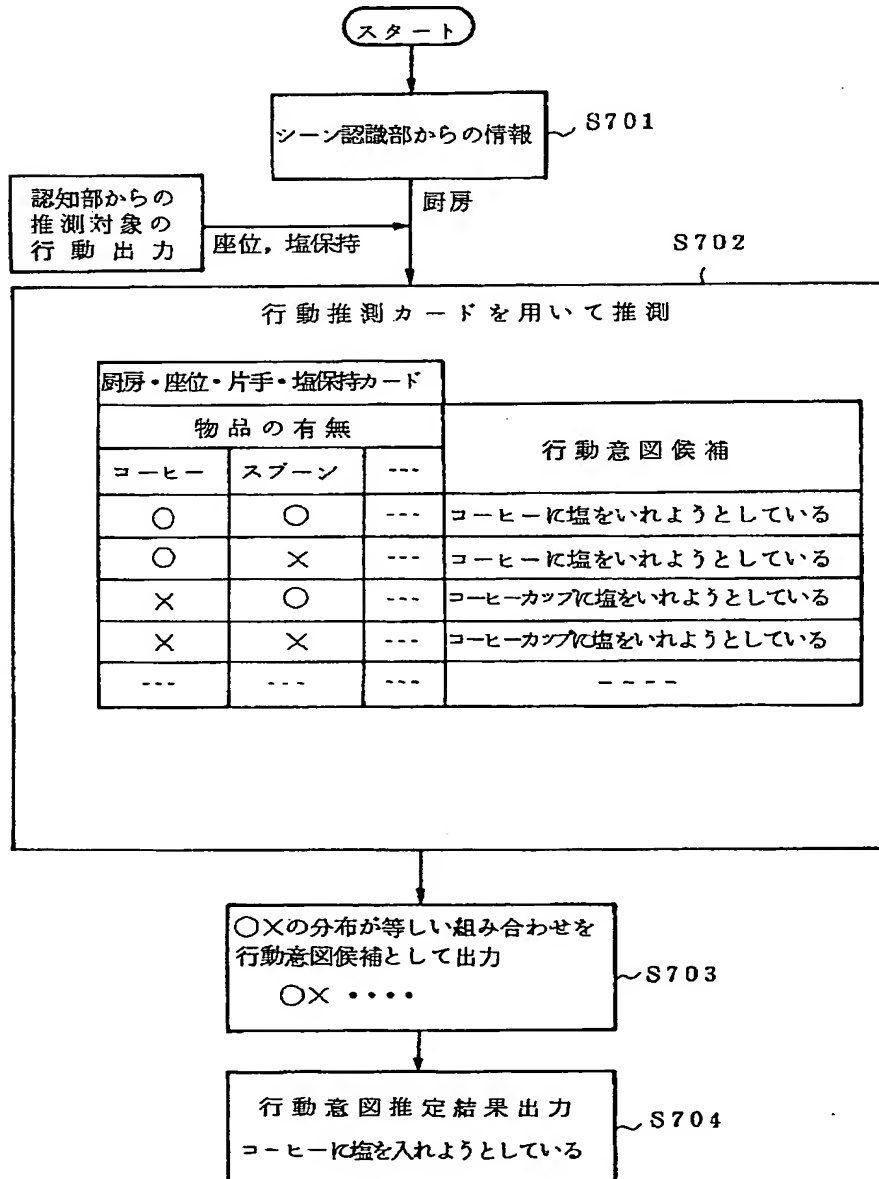 スタート
シーン認識部からの情報
S701
認知部からの
推測対象の
行動出力
厨房
座位，塩保持
S702
行動推測カードを用いて推測
厨房・座位・片手・塩保持カード
物品の有無
行動意図候補
コーヒー
スプーン
---
○
○
---
コーヒーに塩をいれようとしている
○
×
---
コーヒーに塩をいれようとしている
×
○
---
コーヒーカップに塩をいれようとしている
×
×
---
コーヒーカップに塩をいれようとしている
---
---
---
----
○×の分布が等しい組み合わせを
行動意図候補として出力
○× ････
S703
行動意図推定結果出力
コーヒーに塩を入れようとしている
S704